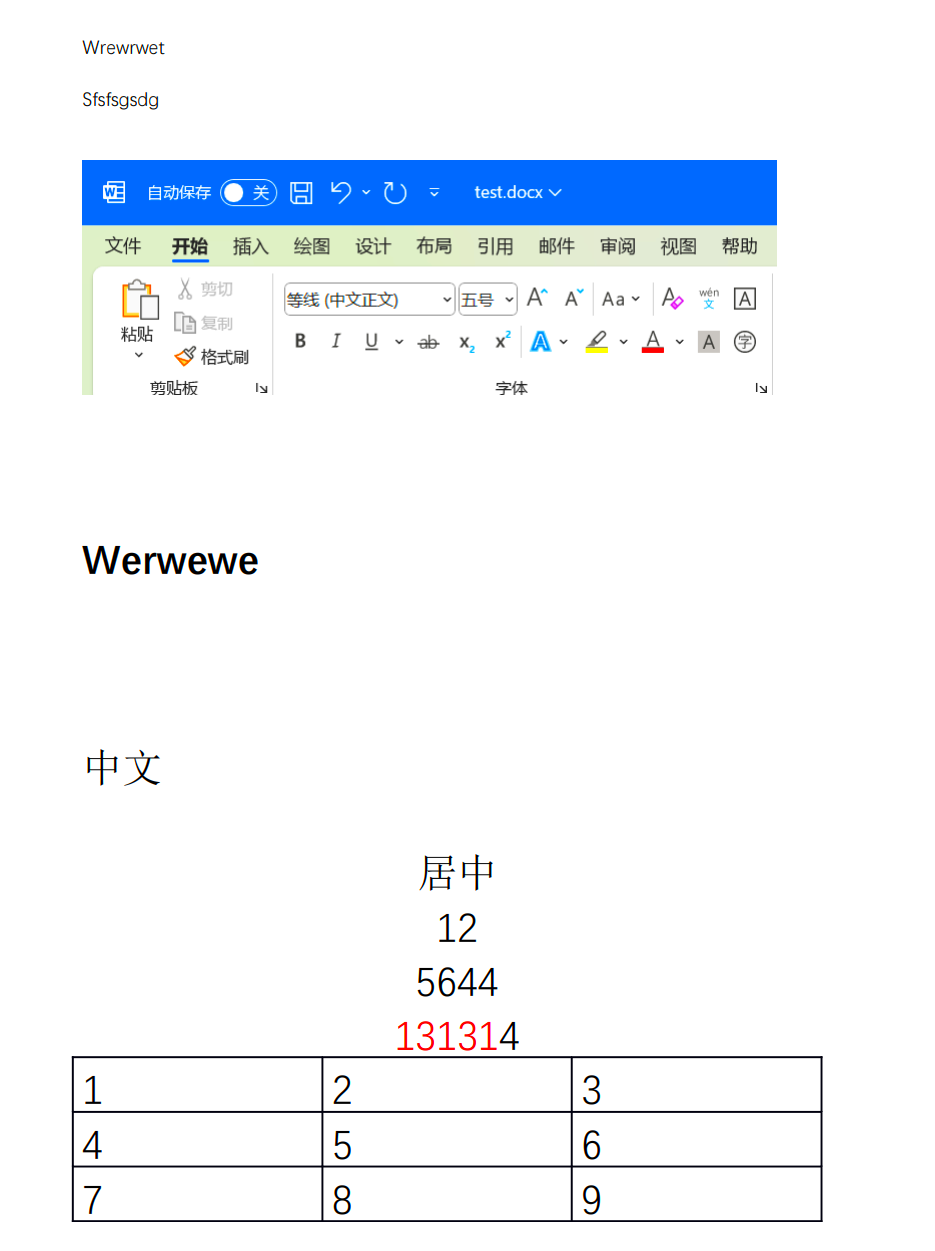 Wrewrwet
Sfsfsgsdg
自动保存 关 test.docx
文件 开始 插入 绘图 设计 布局 引用 邮件 审阅 视图 帮助
剪切
等线 (中文正文) 五号 A A Aa A wén 文 A
复制
粘贴
B I U ab x₂ x² A A A 字
格式刷
剪贴板 字体
Werwewe
中文
居中
12
5644
131314
1 2 3
4 5 6
7 8 9